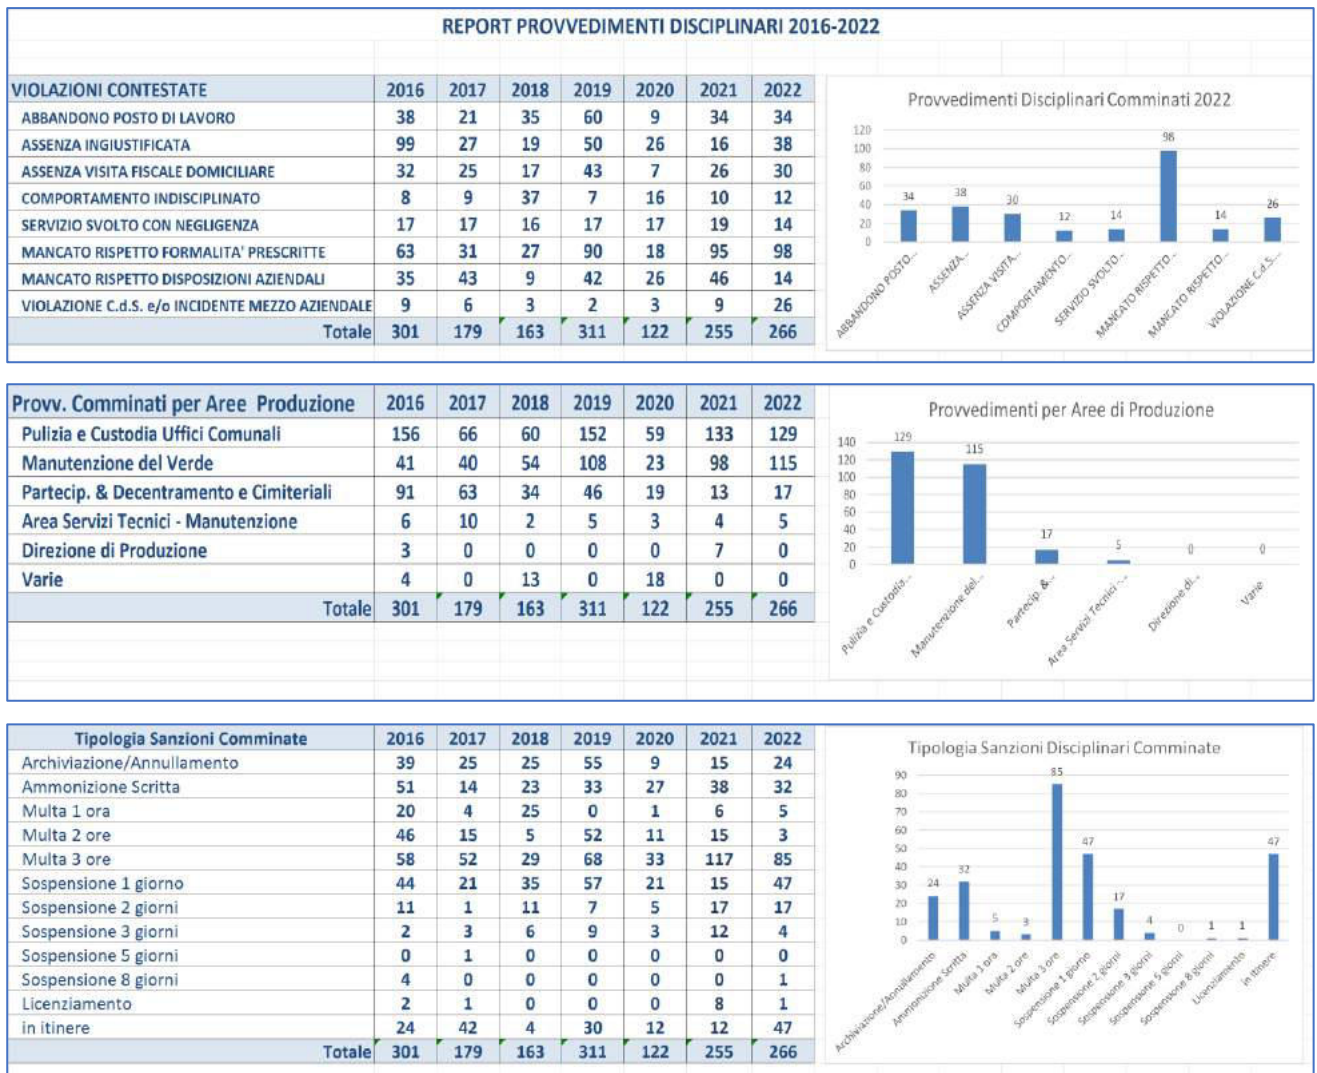 REPORT PROVVEDIMENTI DISCIPLINARI 2016-2022
VIOLAZIONI CONTESTATE 2016 2017 2018 2019 2020 2021 2022
ABBANDONO POSTO DI LAVORO 38 21 35 60 9 34 34
ASSENZA INGIUSTIFICATA 99 27 19 50 26 16 38
ASSENZA VISITA FISCALE DOMICILIARE 32 25 17 43 7 26 30
COMPORTAMENTO INDISCIPLINATO 8 9 37 7 16 10 12
SERVIZIO SVOLTO CON NEGLIGENZA 17 17 16 17 17 19 14
MANCATO RISPETTO FORMALITA' PRESCRITTE 63 31 27 90 18 95 98
MANCATO RISPETTO DISPOSIZIONI AZIENDALI 35 43 9 42 26 46 14
VIOLAZIONE C.d.S. e/o INCIDENTE MEZZO AZIENDALE 9 6 3 2 3 9 26
Totale 301 179 163 311 122 255 266
Provvedimenti Disciplinari Comminati 2022
120
100
80
60
40
20
0
34 38 30 12 14 98 14 26
ABBANDONO POSTO...
ASSENZA...
ASSENZA VISITA...
COMPORTAMENTO...
SERVIZIO SVOLTO...
MANCATO RISPETTO...
MANCATO RISPETTO...
VIOLAZIONE C.d.S....
Provv. Comminati per Aree Produzione 2016 2017 2018 2019 2020 2021 2022
Pulizia e Custodia Uffici Comunali 156 66 60 152 59 133 129
Manutenzione del Verde 41 40 54 108 23 98 115
Partecip. & Decentramento e Cimiteriali 91 63 34 46 19 13 17
Area Servizi Tecnici - Manutenzione 6 10 2 5 3 4 5
Direzione di Produzione 3 0 0 0 0 7 0
Varie 4 0 13 0 18 0 0
Totale 301 179 163 311 122 255 266
Provvedimenti per Aree di Produzione
140
120
100
80
60
40
20
0
129 115 17 5 0 0
Pulizia e Custodia...
Manutenzione del...
Partecip. &...
Area Servizi Tecnici -...
Direzione di...
Varie
Tipologia Sanzioni Comminate 2016 2017 2018 2019 2020 2021 2022
Archiviazione/Annullamento 39 25 25 55 9 15 24
Ammonizione Scritta 51 14 23 33 27 38 32
Multa 1 ora 20 4 25 0 1 6 5
Multa 2 ore 46 15 5 52 11 15 3
Multa 3 ore 58 52 29 68 33 117 85
Sospensione 1 giorno 44 21 35 57 21 15 47
Sospensione 2 giorni 11 1 11 7 5 17 17
Sospensione 3 giorni 2 3 6 9 3 12 4
Sospensione 5 giorni 0 1 0 0 0 0 0
Sospensione 8 giorni 4 0 0 0 0 0 1
Licenziamento 2 1 0 0 0 8 1
in itinere 24 42 4 30 12 12 47
Totale 301 179 163 311 122 255 266
Tipologia Sanzioni Disciplinari Comminate
90
80
70
60
50
40
30
20
10
0
24 32 5 3 85 47 17 4 0 1 1 47
Archiviazione/Annullamento
Ammonizione Scritta
Multa 1 ora
Multa 2 ore
Multa 3 ore
Sospensione 1 giorno
Sospensione 2 giorni
Sospensione 3 giorni
Sospensione 5 giorni
Sospensione 8 giorni
Licenziamento
in itinere